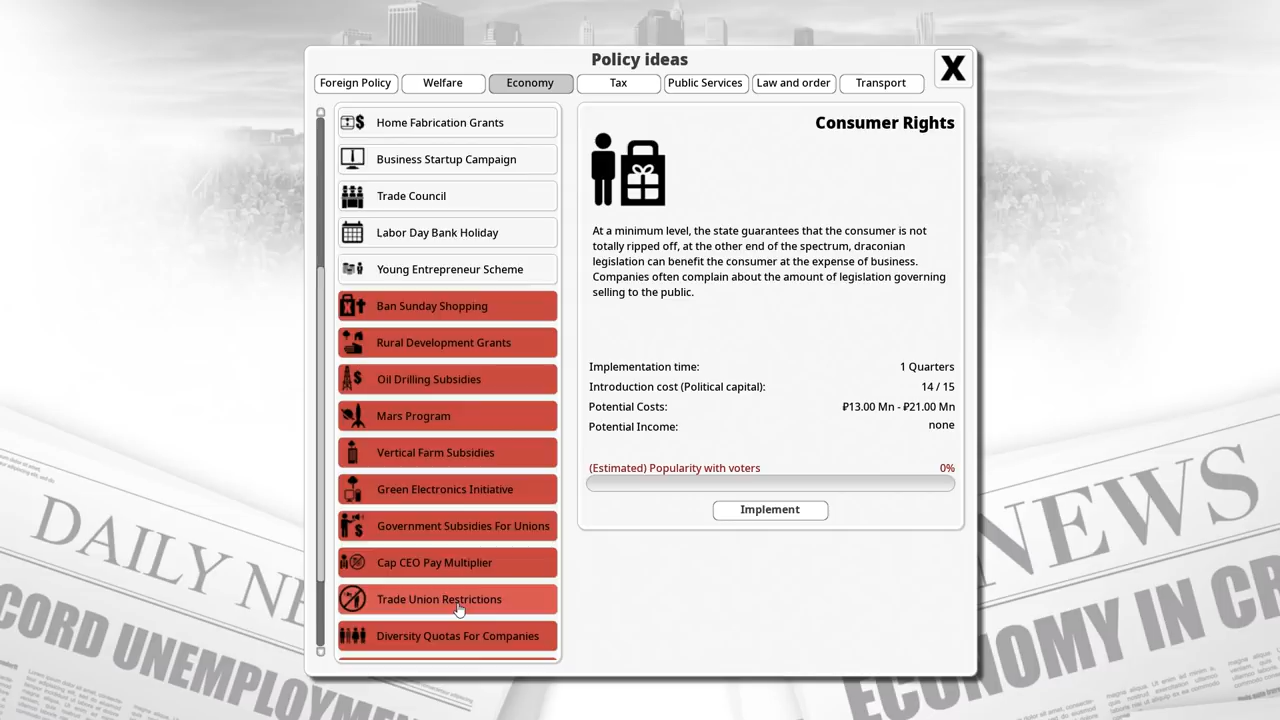 Policy ideas
X
Foreign Policy
Welfare
Economy
Tax
Public Services
Law and order
Transport
Home Fabrication Grants
Business Startup Campaign
Trade Council
Labor Day Bank Holiday
Young Entrepreneur Scheme
Ban Sunday Shopping
Rural Development Grants
Oil Drilling Subsidies
Mars Program
Vertical Farm Subsidies
Green Electronics Initiative
Government Subsidies For Unions
Cap CEO Pay Multiplier
Trade Union Restrictions
Diversity Quotas For Companies
Consumer Rights
At a minimum level, the state guarantees that the consumer is not
totally ripped off, at the other end of the spectrum, draconian
legislation can benefit the consumer at the expense of business.
Companies often complain about the amount of legislation governing
selling to the public.
Implementation time: 1 Quarters
Introduction cost (Political capital): 14 / 15
Potential Costs: ₽13.00 Mn - ₽21.00 Mn
Potential Income: none
(Estimated) Popularity with voters 0%
Implement
DAILY NE
CORD UNEMPLOYM
NEWS
ECONOMY IN CR